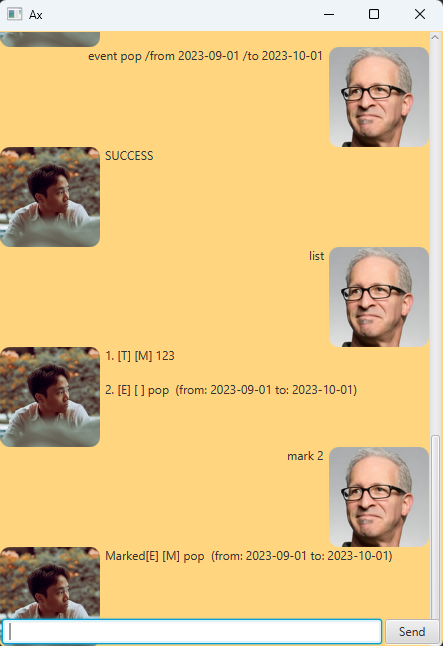 Ax
event pop /from 2023-09-01 /to 2023-10-01
SUCCESS
list
1. [T] [M] 123
2. [E] [ ] pop  (from: 2023-09-01 to: 2023-10-01)
mark 2
Marked[E] [M] pop  (from: 2023-09-01 to: 2023-10-01)
Send